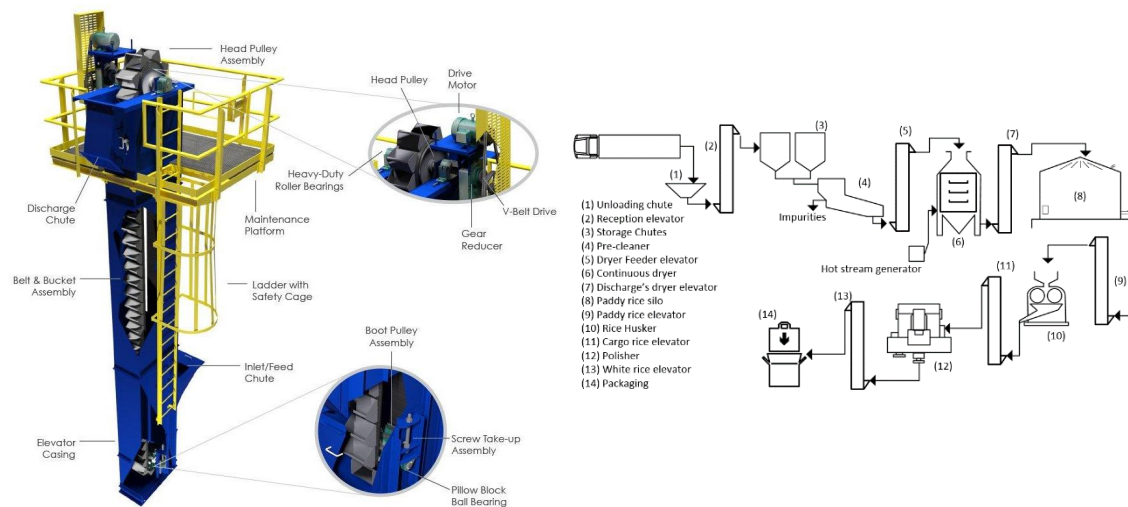 Head Pulley
Assembly
Head Pulley
Drive
Motor
Heavy-Duty
Roller Bearings
V-Belt Drive
Gear
Reducer
Discharge
Chute
Maintenance
Platform
Belt & Bucket
Assembly
Ladder with
Safety Cage
Boot Pulley
Assembly
Inlet/Feed
Chute
Elevator
Casing
Screw Take-up
Assembly
Pillow Block
Ball Bearing
(1)
(2)
(3)
(4)
Impurities
(5)
(6)
Hot stream generator
(7)
(8)
(9)
(10)
(11)
(12)
(13)
(14)
(1) Unloading chute
(2) Reception elevator
(3) Storage Chutes
(4) Pre-cleaner
(5) Dryer Feeder elevator
(6) Continuous dryer
(7) Discharge's dryer elevator
(8) Paddy rice silo
(9) Paddy rice elevator
(10) Rice Husker
(11) Cargo rice elevator
(12) Polisher
(13) White rice elevator
(14) Packaging